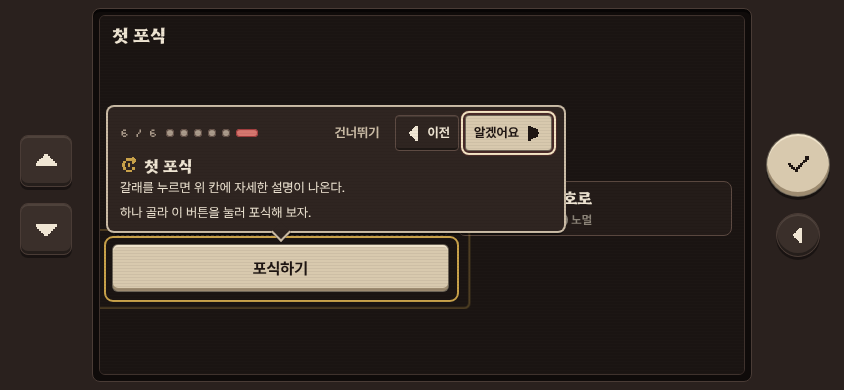 첫 포식
6 / 6
건너뛰기
이전
알겠어요
첫 포식
갈래를 누르면 위 칸에 자세한 설명이 나온다.
하나 골라 이 버튼을 눌러 포식해 보자.
호로
노멀
포식하기